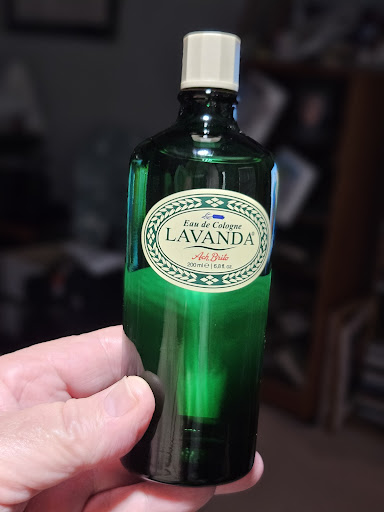 Eau de Cologne
LAVANDA®
Ach. Brito
200 ml ℮ | 6.8 fl. oz